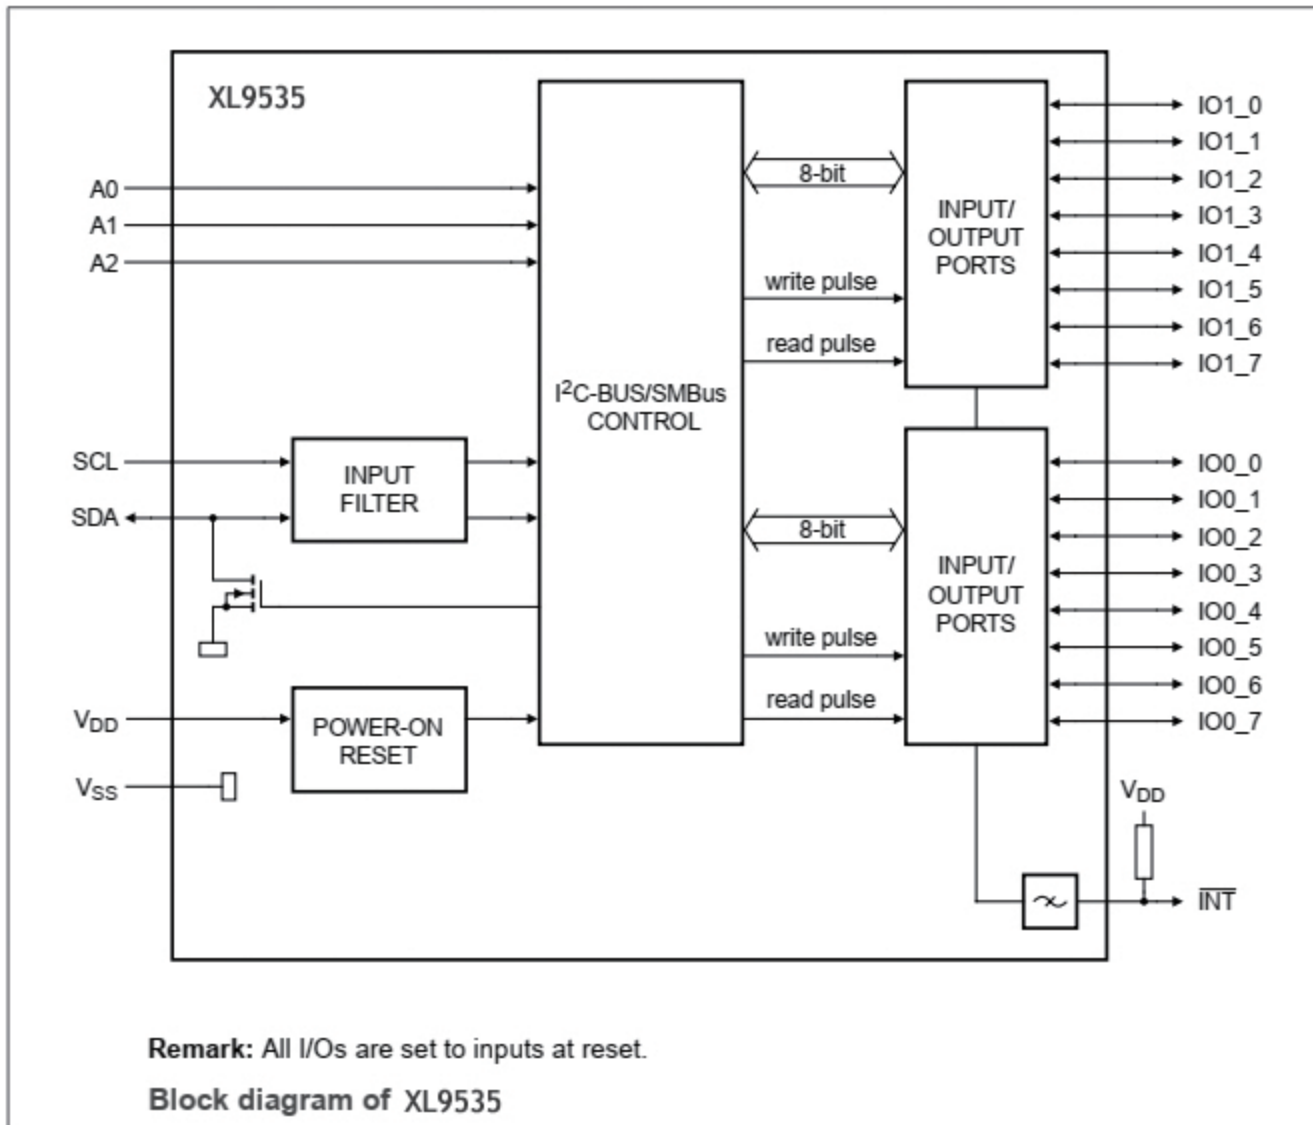 XL9535
A0
A1
A2
SCL
SDA
VDD
VSS
INPUT
FILTER
POWER-ON
RESET
I²C-BUS/SMBus
CONTROL
8-bit
write pulse
read pulse
8-bit
write pulse
read pulse
INPUT/
OUTPUT
PORTS
INPUT/
OUTPUT
PORTS
IO1_0
IO1_1
IO1_2
IO1_3
IO1_4
IO1_5
IO1_6
IO1_7
IO0_0
IO0_1
IO0_2
IO0_3
IO0_4
IO0_5
IO0_6
IO0_7
VDD
INT
Remark: All I/Os are set to inputs at reset.
Block diagram of XL9535